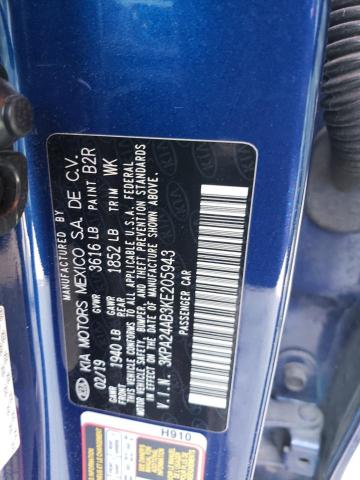 MANUFACTURED BY
KIA MOTORS MEXICO S.A. DE C.V.
02/19 GVWR 3616 LB PAINT B2R
GAWR FRONT 1940 LB GAWR REAR 1852 LB TRIM WK
THIS VEHICLE CONFORMS TO ALL APPLICABLE U.S.A. FEDERAL
MOTOR VEHICLE SAFETY, BUMPER, AND THEFT PREVENTION STANDARDS
IN EFFECT ON THE DATE OF MANUFACTURE SHOWN ABOVE.
V.I.N. 3KPA24AB3KE205943
PASSENGER CAR
H910